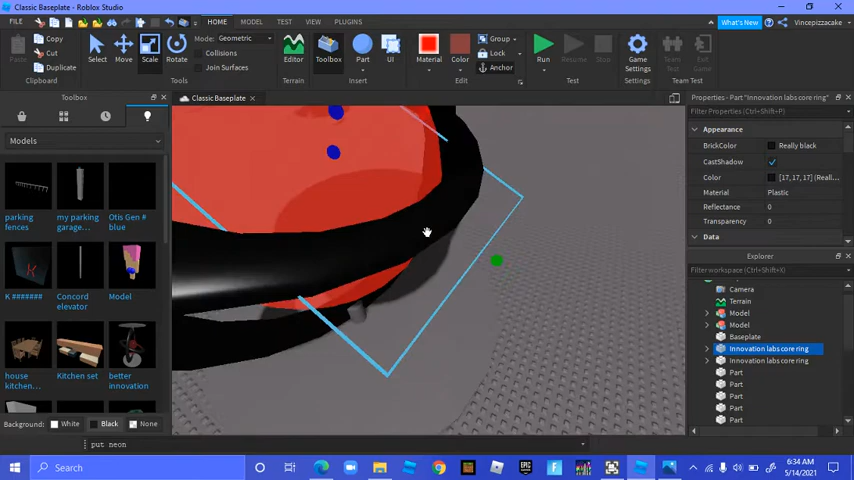 Classic Baseplate - Roblox Studio
FILE HOME MODEL TEST VIEW PLUGINS
What's New Vincepizzacake
Paste Copy Cut Duplicate
Clipboard
Select Move Scale Rotate
Mode: Geometric
Collisions
Join Surfaces
Tools
Editor
Terrain
Toolbox Part UI
Insert
Material Color
Group
Lock
Anchor
Edit
Run Resume Stop
Test
Game Settings
Settings
Team Test Exit Game
Team Test
Toolbox
Classic Baseplate
Models
parking fences
my parking garage...
Otis Gen # blue
K #######
Concord elevator
Model
house kitchen...
Kitchen set
better innovation
Background: White Black None
put neon
Properties - Part "Innovation labs core ring"
Filter Properties (Ctrl+Shift+P)
Appearance
BrickColor Really black
CastShadow
Color [17, 17, 17] (Reall...
Material Plastic
Reflectance 0
Transparency 0
Data
Explorer
Filter workspace (Ctrl+Shift+X)
Camera
Terrain
Model
Model
Baseplate
Innovation labs core ring
Innovation labs core ring
Part
Part
Part
Part
Part
Search
EPIC
6:34 AM
5/14/2021